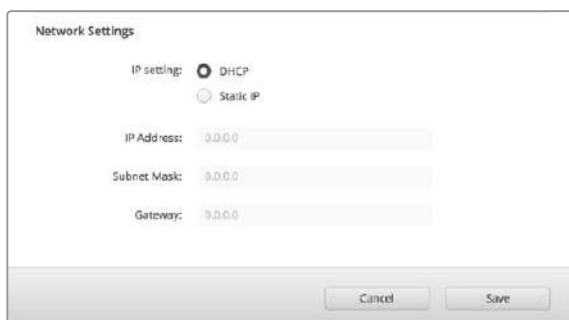 Network Settings
IP setting: DHCP
Static IP
IP Address: 0.0.0.0
Subnet Mask: 0.0.0.0
Gateway: 0.0.0.0
Cancel Save